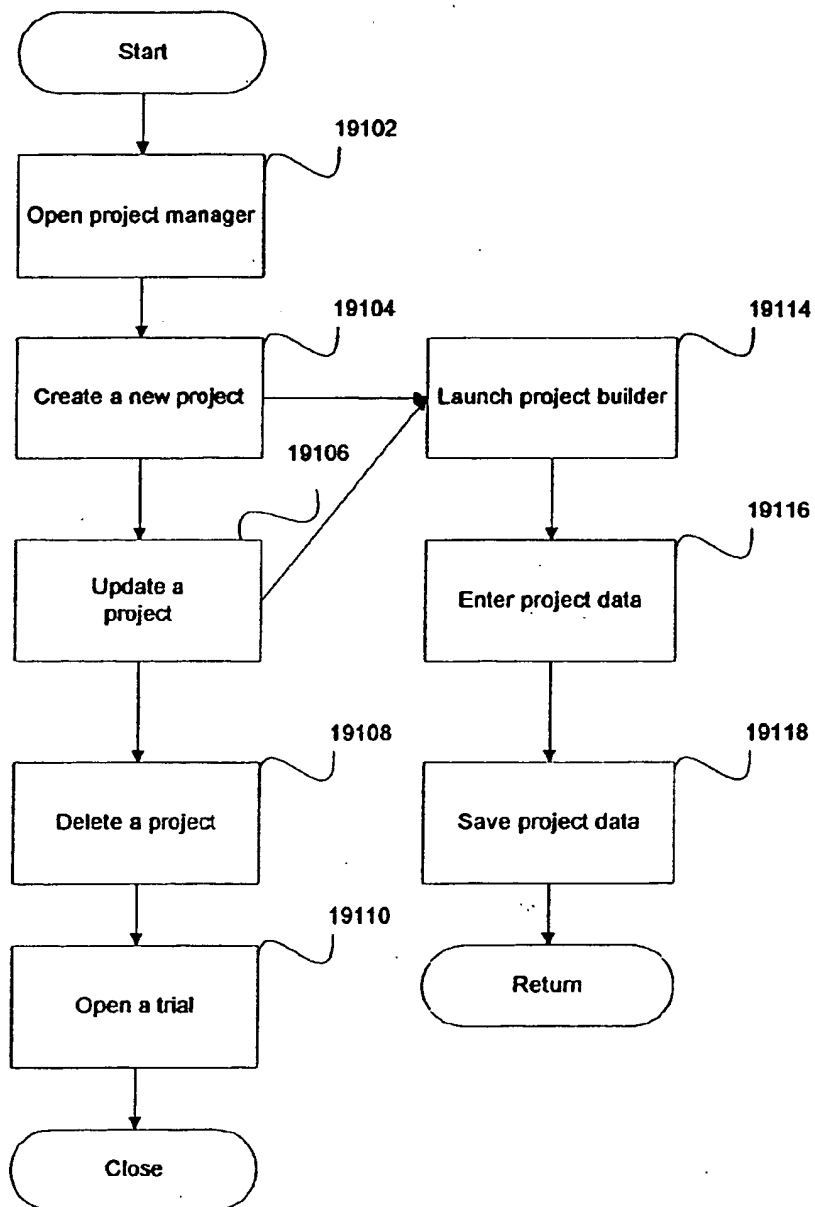 Start
19102
Open project manager
19104
Create a new project
19114
Launch project builder
19106
Update a
project
19116
Enter project data
19108
Delete a project
19118
Save project data
19110
Open a trial
Return
Close